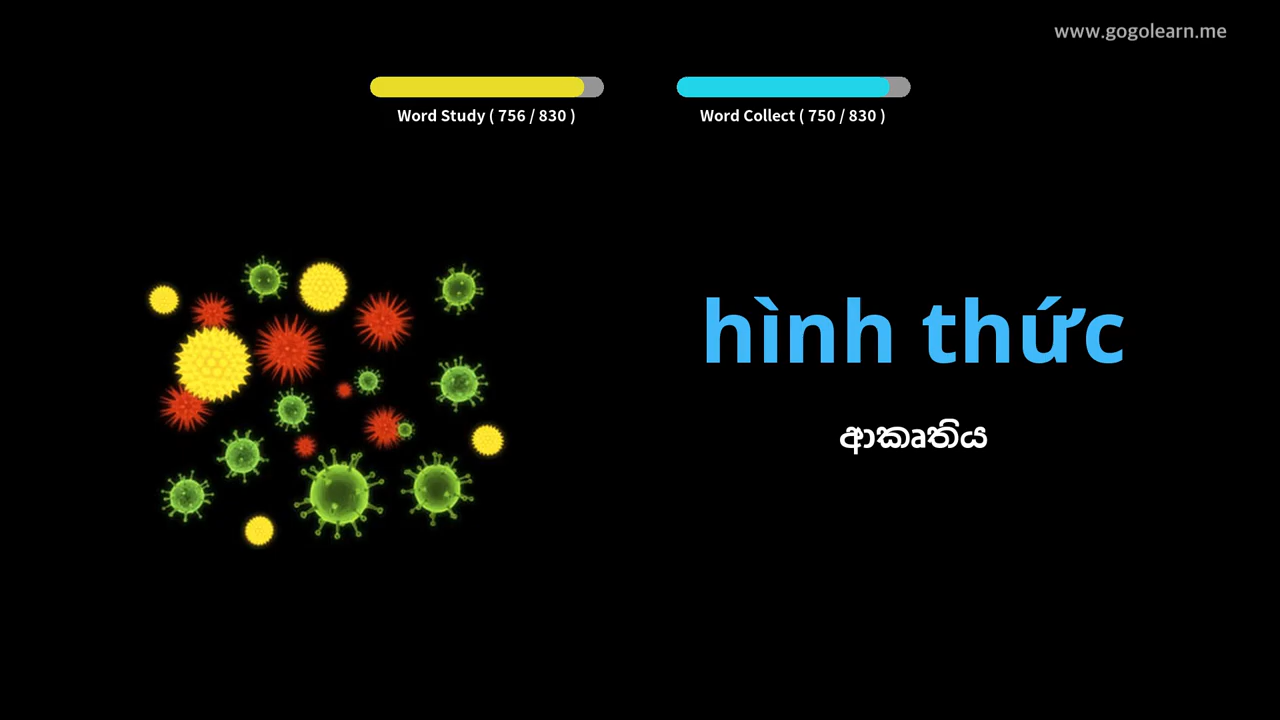 www.gogolearn.me
Word Study ( 756 / 830 )
Word Collect ( 750 / 830 )
hình thức
ආකෘතිය